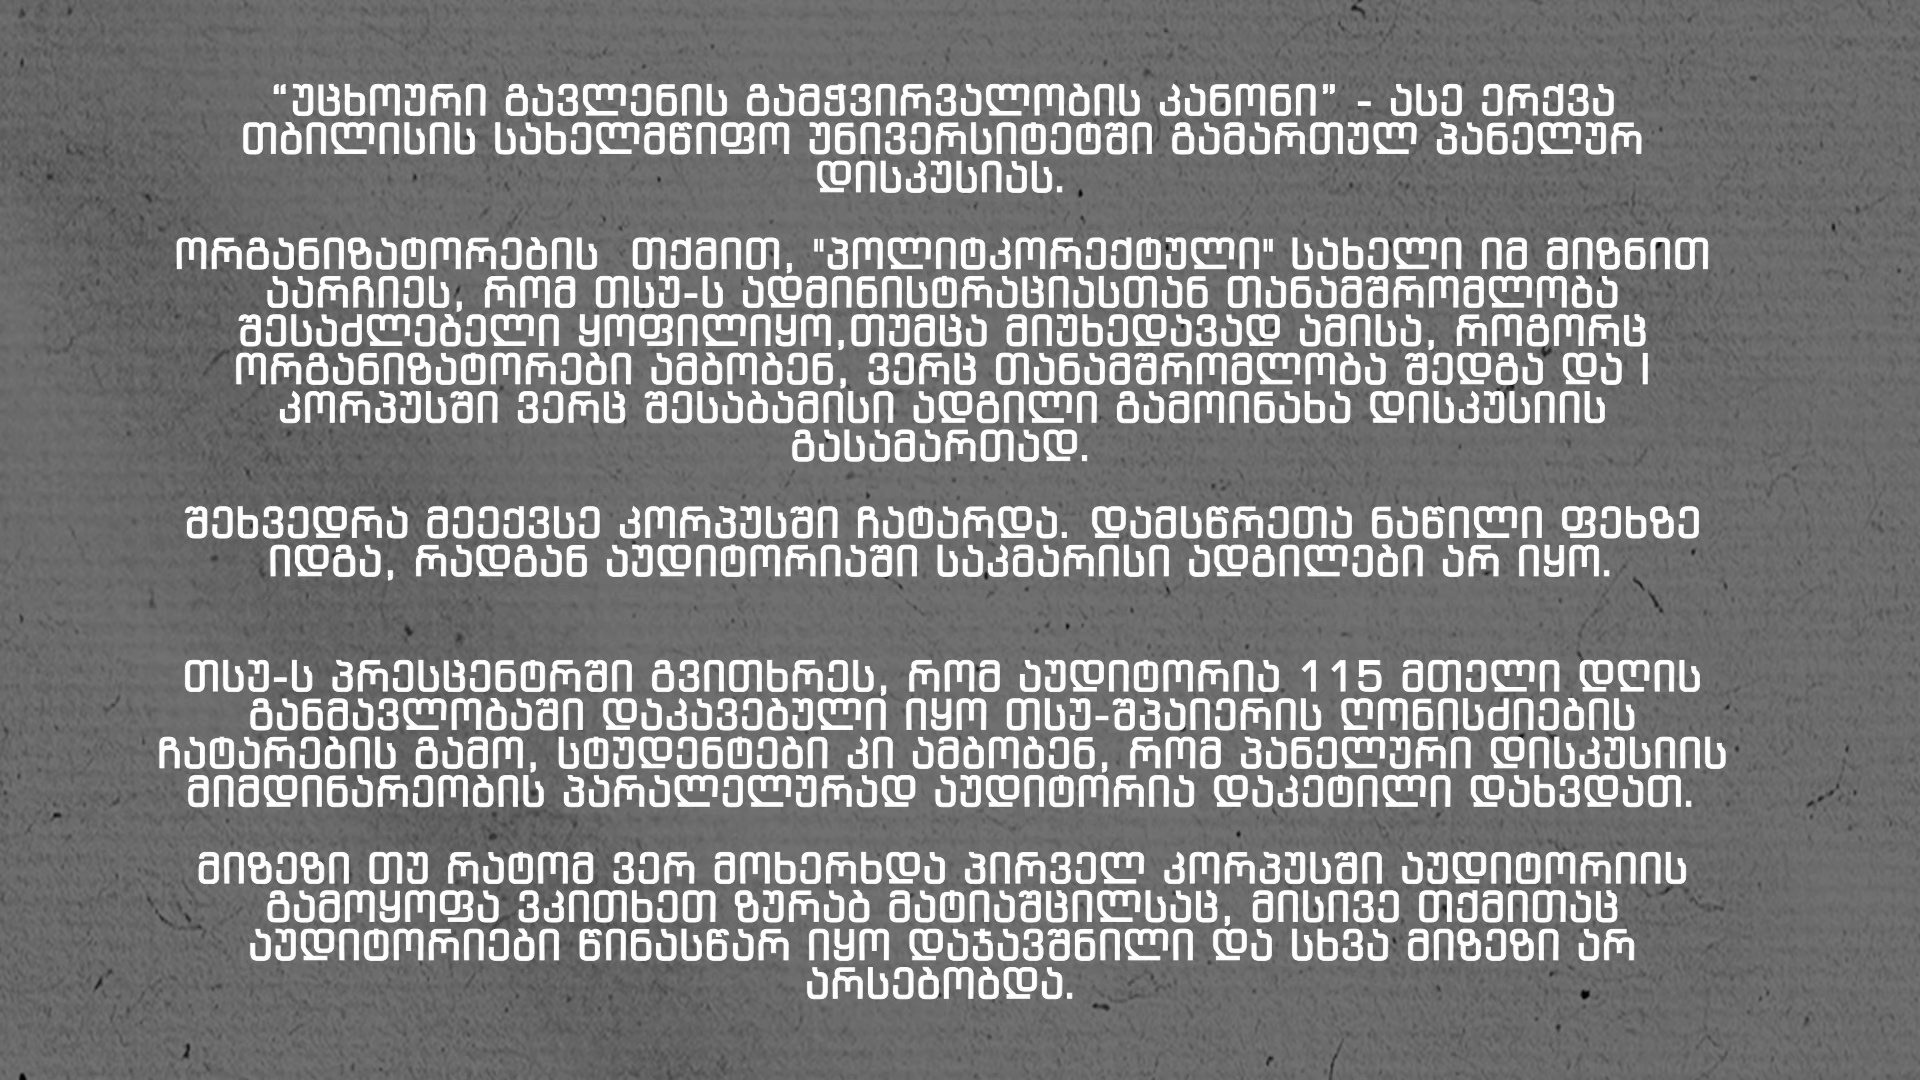 “უცხოური გავლენის გამჭვირვალობის კანონი” - ასე ერქვა
თბილისის სახელმწიფო უნივერსიტეტში გამართულ პანელურ
დისკუსიას.
ორგანიზატორების თქმით, "პოლიტკორექტული" სახელი იმ მიზნით
აარჩიეს, რომ თსუ-ს ადმინისტრაციასთან თანამშრომლობა
შესაძლებელი ყოფილიყო,თუმცა მიუხედავად ამისა, როგორც
ორგანიზატორები ამბობენ, ვერც თანამშრომლობა შედგა და I
კორპუსში ვერც შესაბამისი ადგილი გამოინახა დისკუსიის
გასამართად.
შეხვედრა მეექვსე კორპუსში ჩატარდა. დამსწრეთა ნაწილი ფეხზე
იდგა, რადგან აუდიტორიაში საკმარისი ადგილები არ იყო.
თსუ-ს პრესცენტრში გვითხრეს, რომ აუდიტორია 115 მთელი დღის
განმავლობაში დაკავებული იყო თსუ-შპაიერის ღონისძიების
ჩატარების გამო, სტუდენტები კი ამბობენ, რომ პანელური დისკუსიის
მიმდინარეობის პარალელურად აუდიტორია დაკეტილი დახვდათ.
მიზეზი თუ რატომ ვერ მოხერხდა პირველ კორპუსში აუდიტორიის
გამოყოფა ვკითხეთ ზურაბ მატიაშცილსაც, მისივე თქმითაც
აუდიტორიები წინასწარ იყო დაჯავშნილი და სხვა მიზეზი არ
არსებობდა.